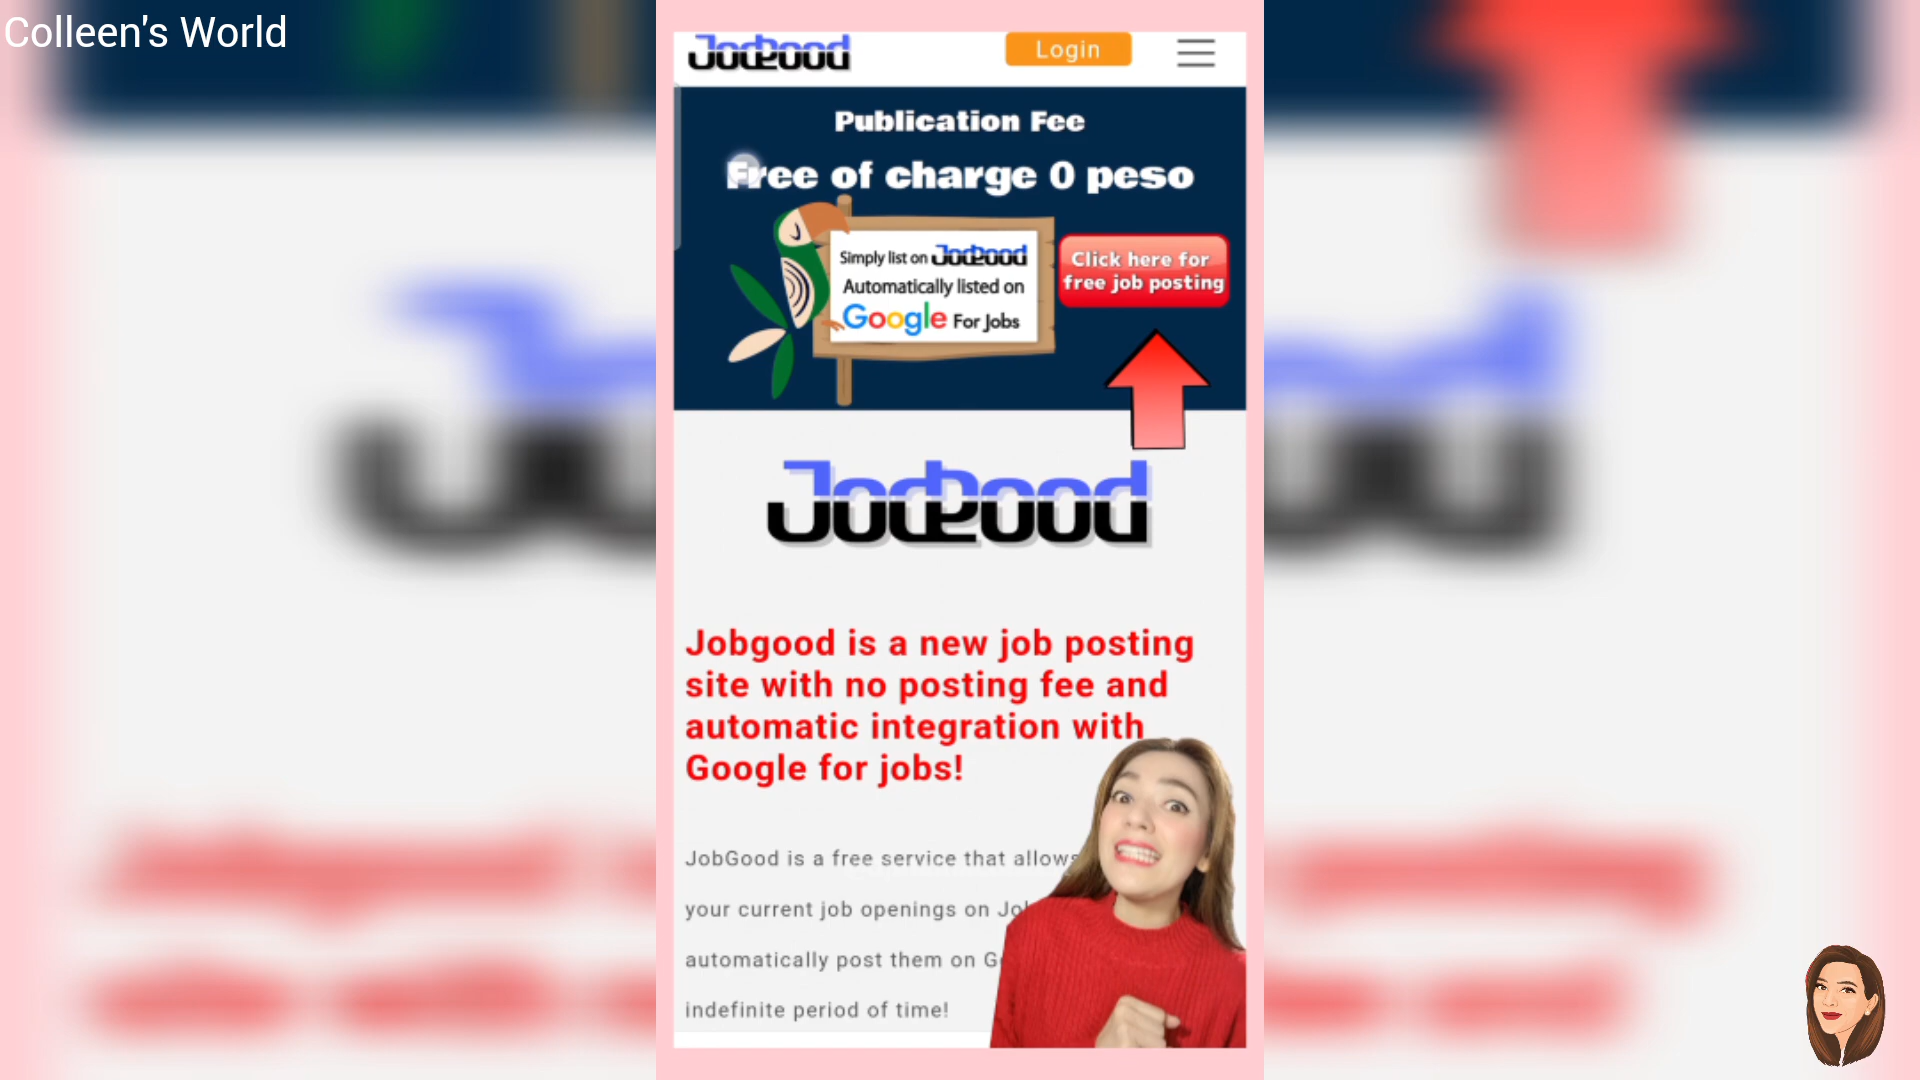 Colleen's World
JobGood
Login
Publication Fee
Free of charge 0 peso
Simply list on JobGood
Automatically listed on
Google For Jobs
Click here for
free job posting
JobGood
Jobgood is a new job posting
site with no posting fee and
automatic integration with
Google for jobs!
JobGood is a free service that allows
your current job openings on
automatically post them on
indefinite period of time!